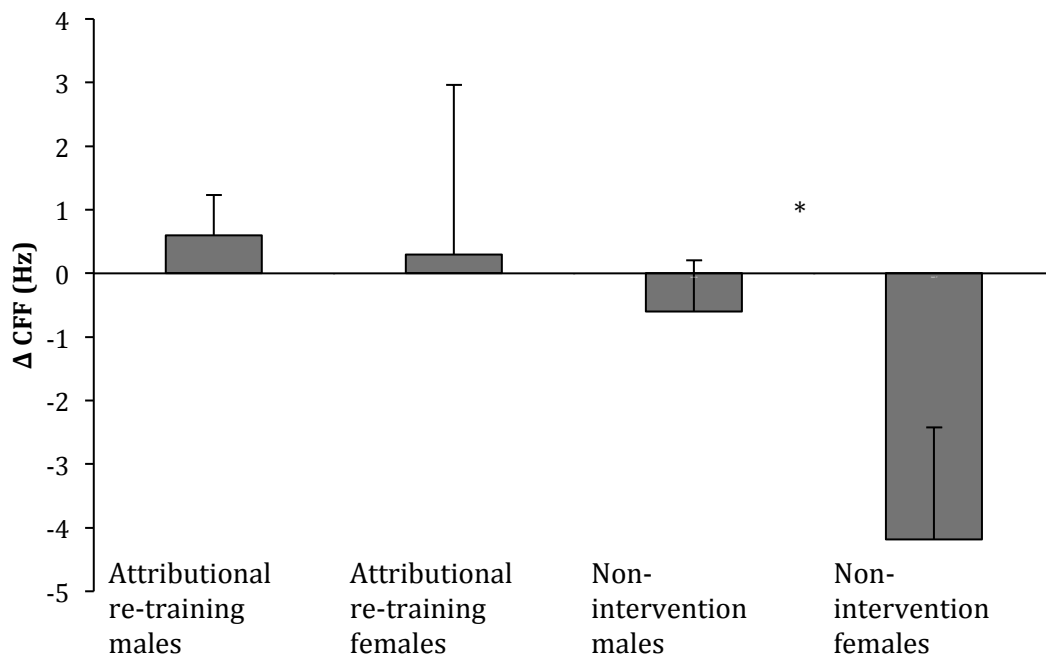 4
3
2
1
*
0
-1
-2
-3
-4
-5
Δ CFF (Hz)
Attributional
re-training
males
Attributional
re-training
females
Non-
intervention
males
Non-
intervention
females